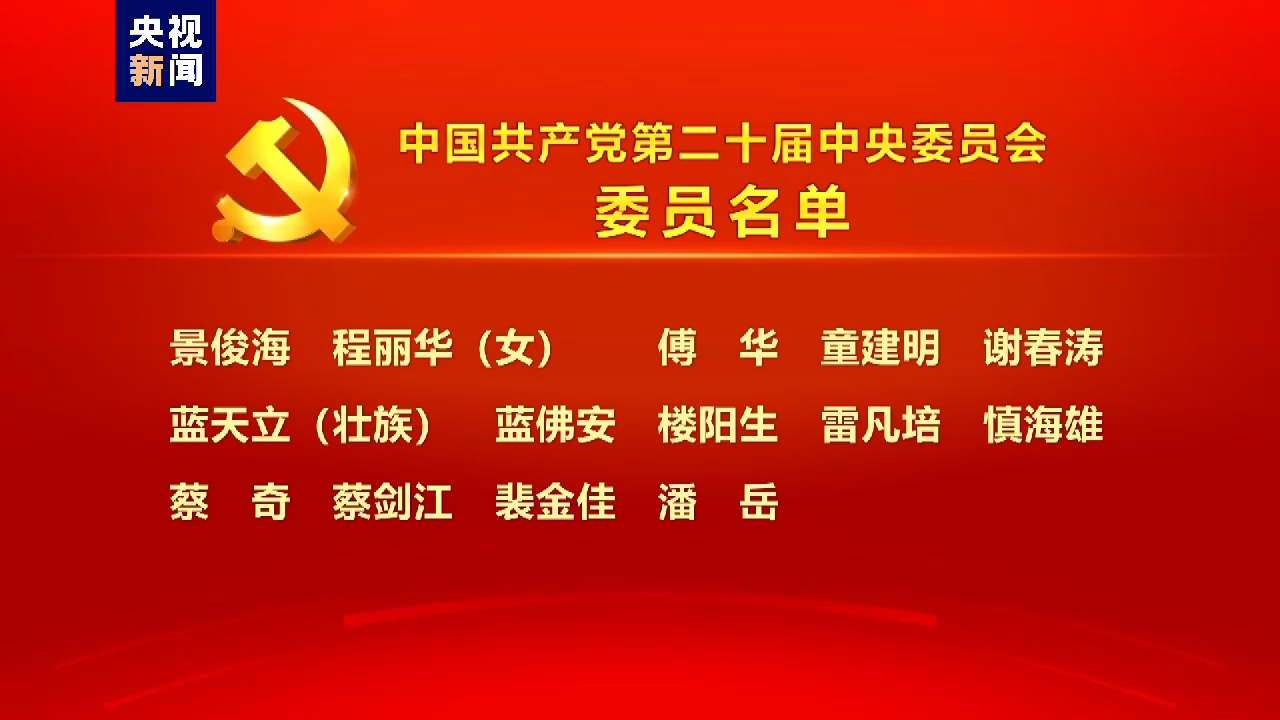 央视
新闻
中国共产党第二十届中央委员会
委员名单
景俊海 程丽华（女） 傅 华 童建明 谢春涛
蓝天立（壮族） 蓝佛安 楼阳生 雷凡培 慎海雄
蔡 奇 蔡剑江 裴金佳 潘 岳